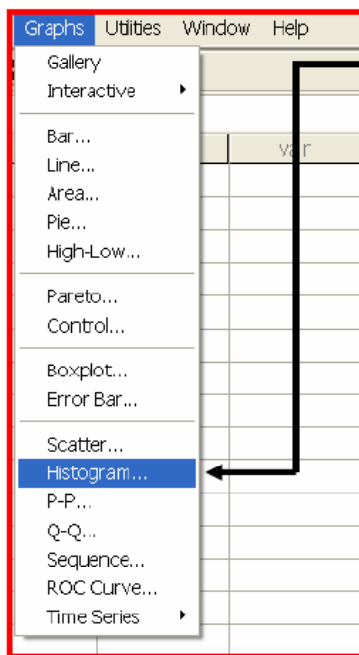 Graphs Utilities Window Help
Gallery
Interactive
var
Bar...
Line...
Area...
Pie...
High-Low...
Pareto...
Control...
Boxplot...
Error Bar...
Scatter...
Histogram...
P-P...
Q-Q...
Sequence...
ROC Curve...
Time Series